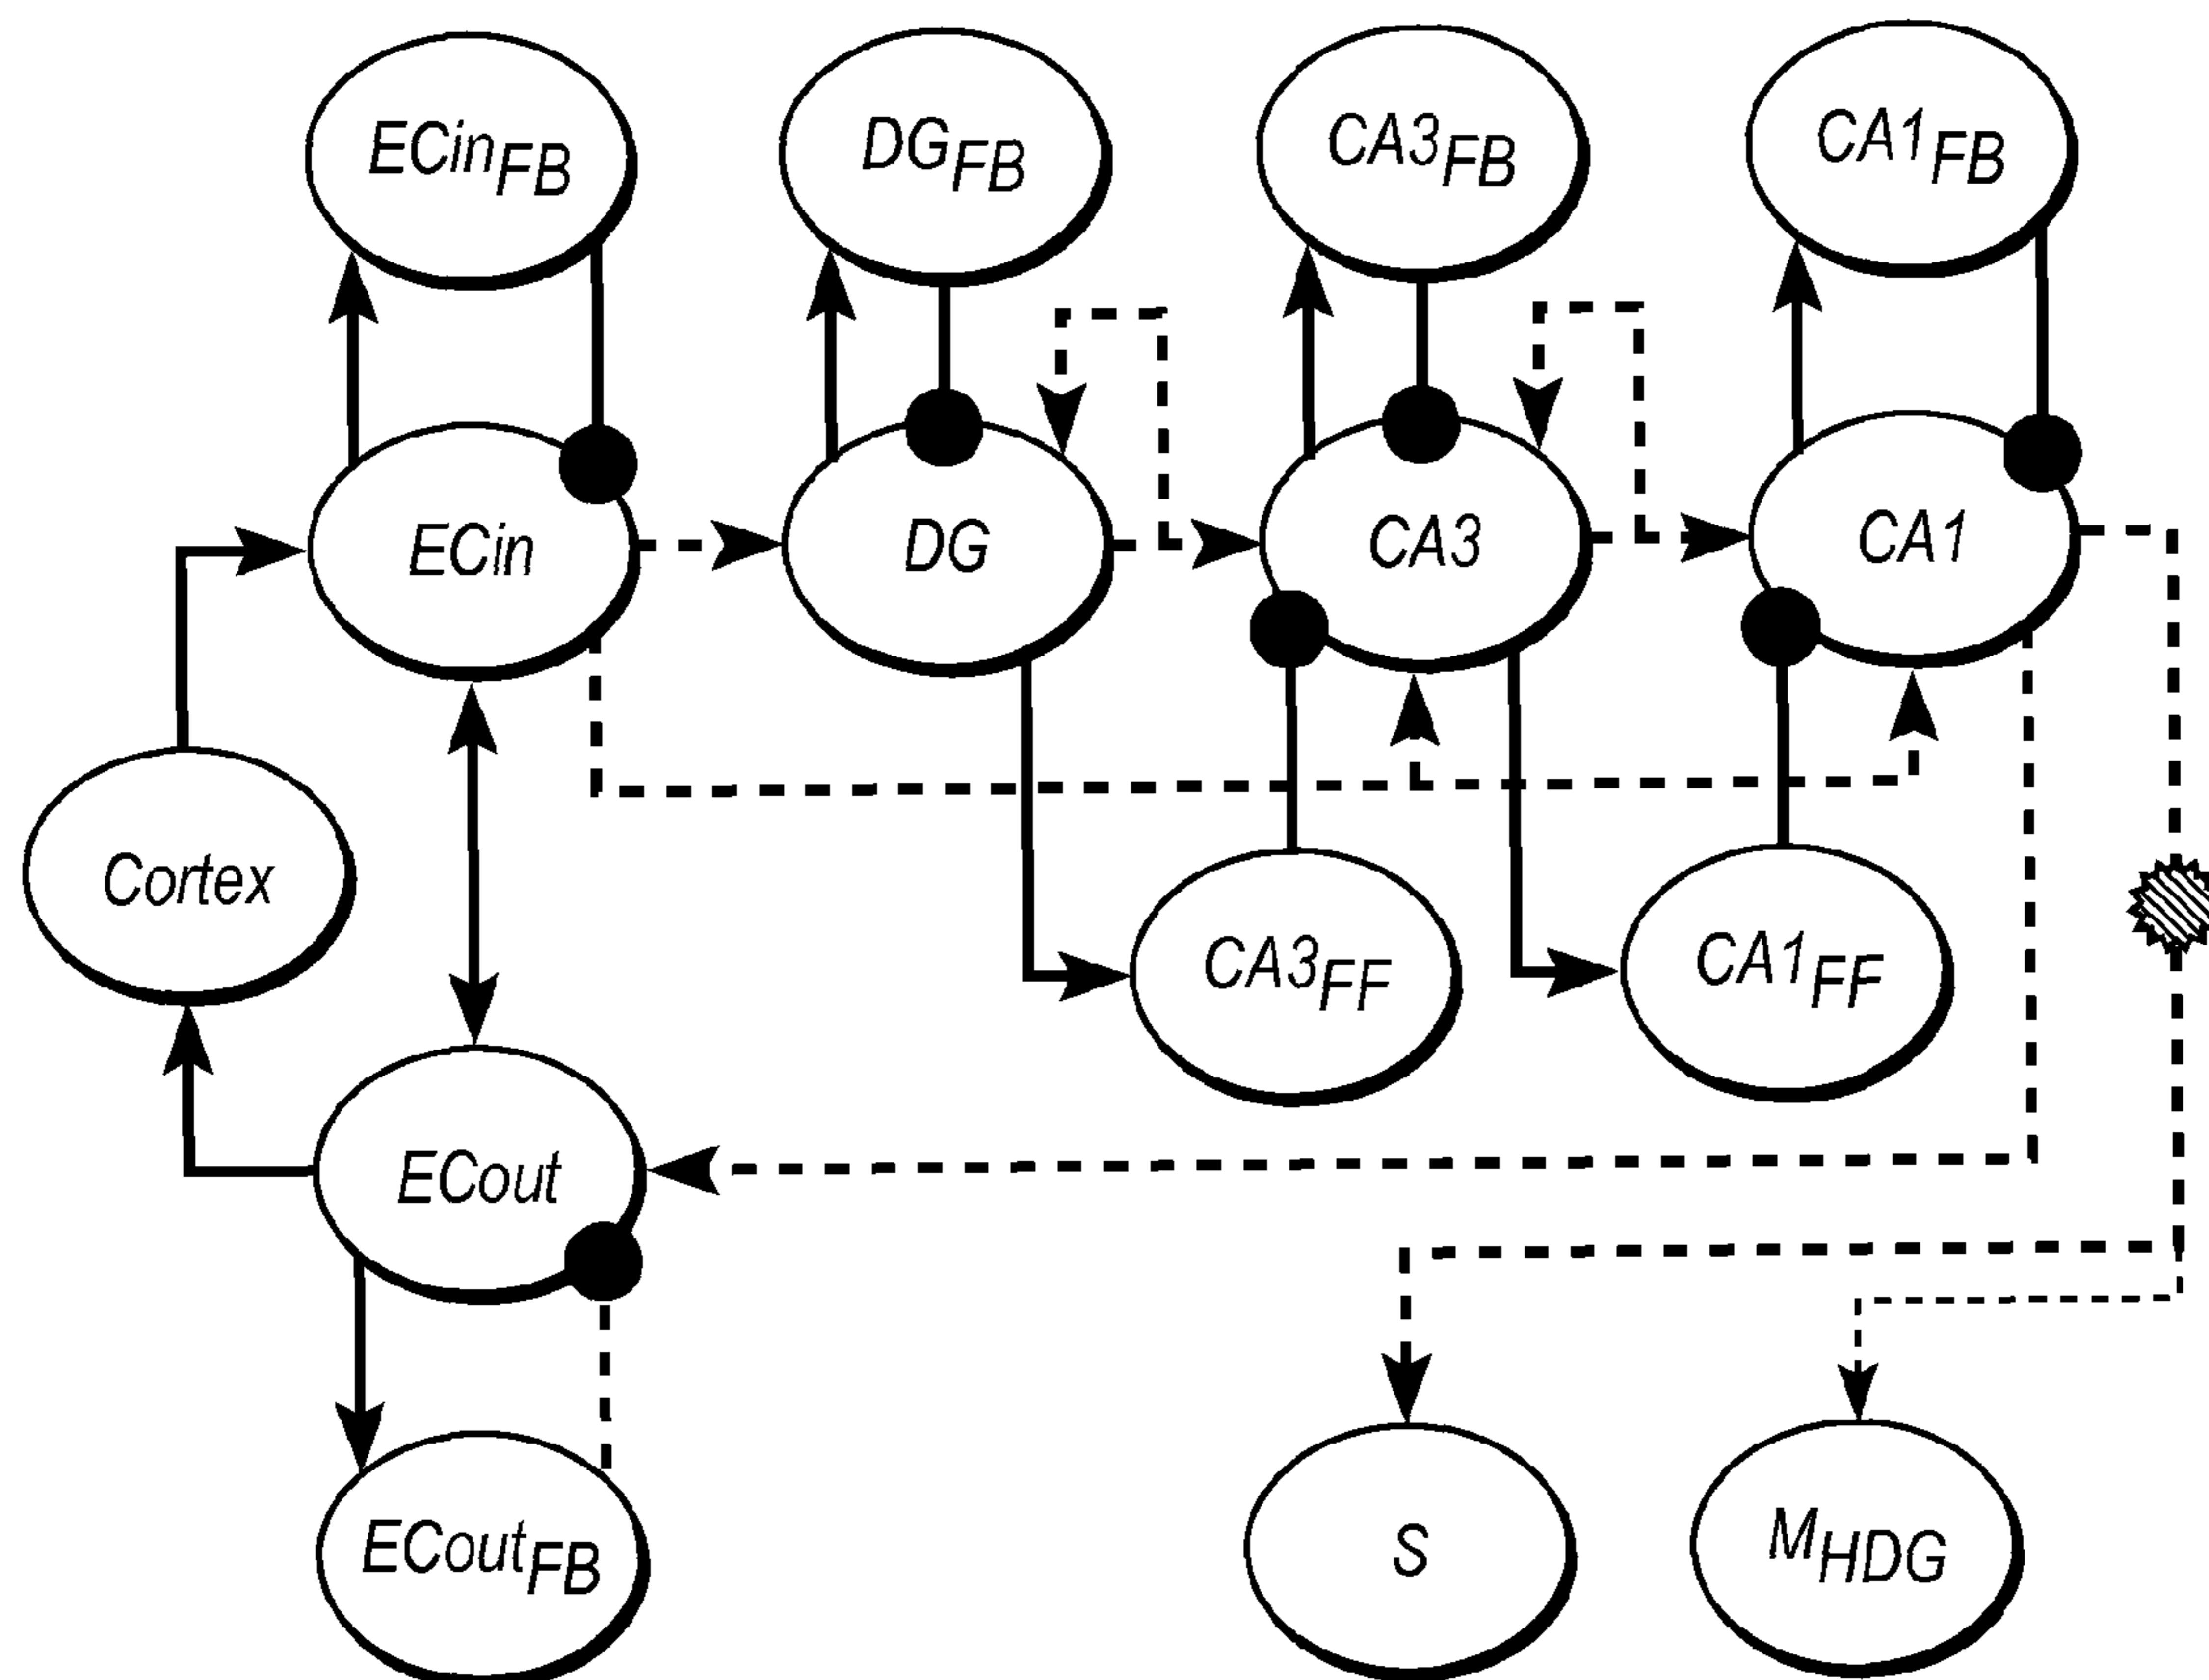 ECinFB
DGFB
CA3FB
CA1FB
ECin
DG
CA3
CA1
Cortex
CA3FF
CA1FF
ECout
ECoutFB
S
MHDG